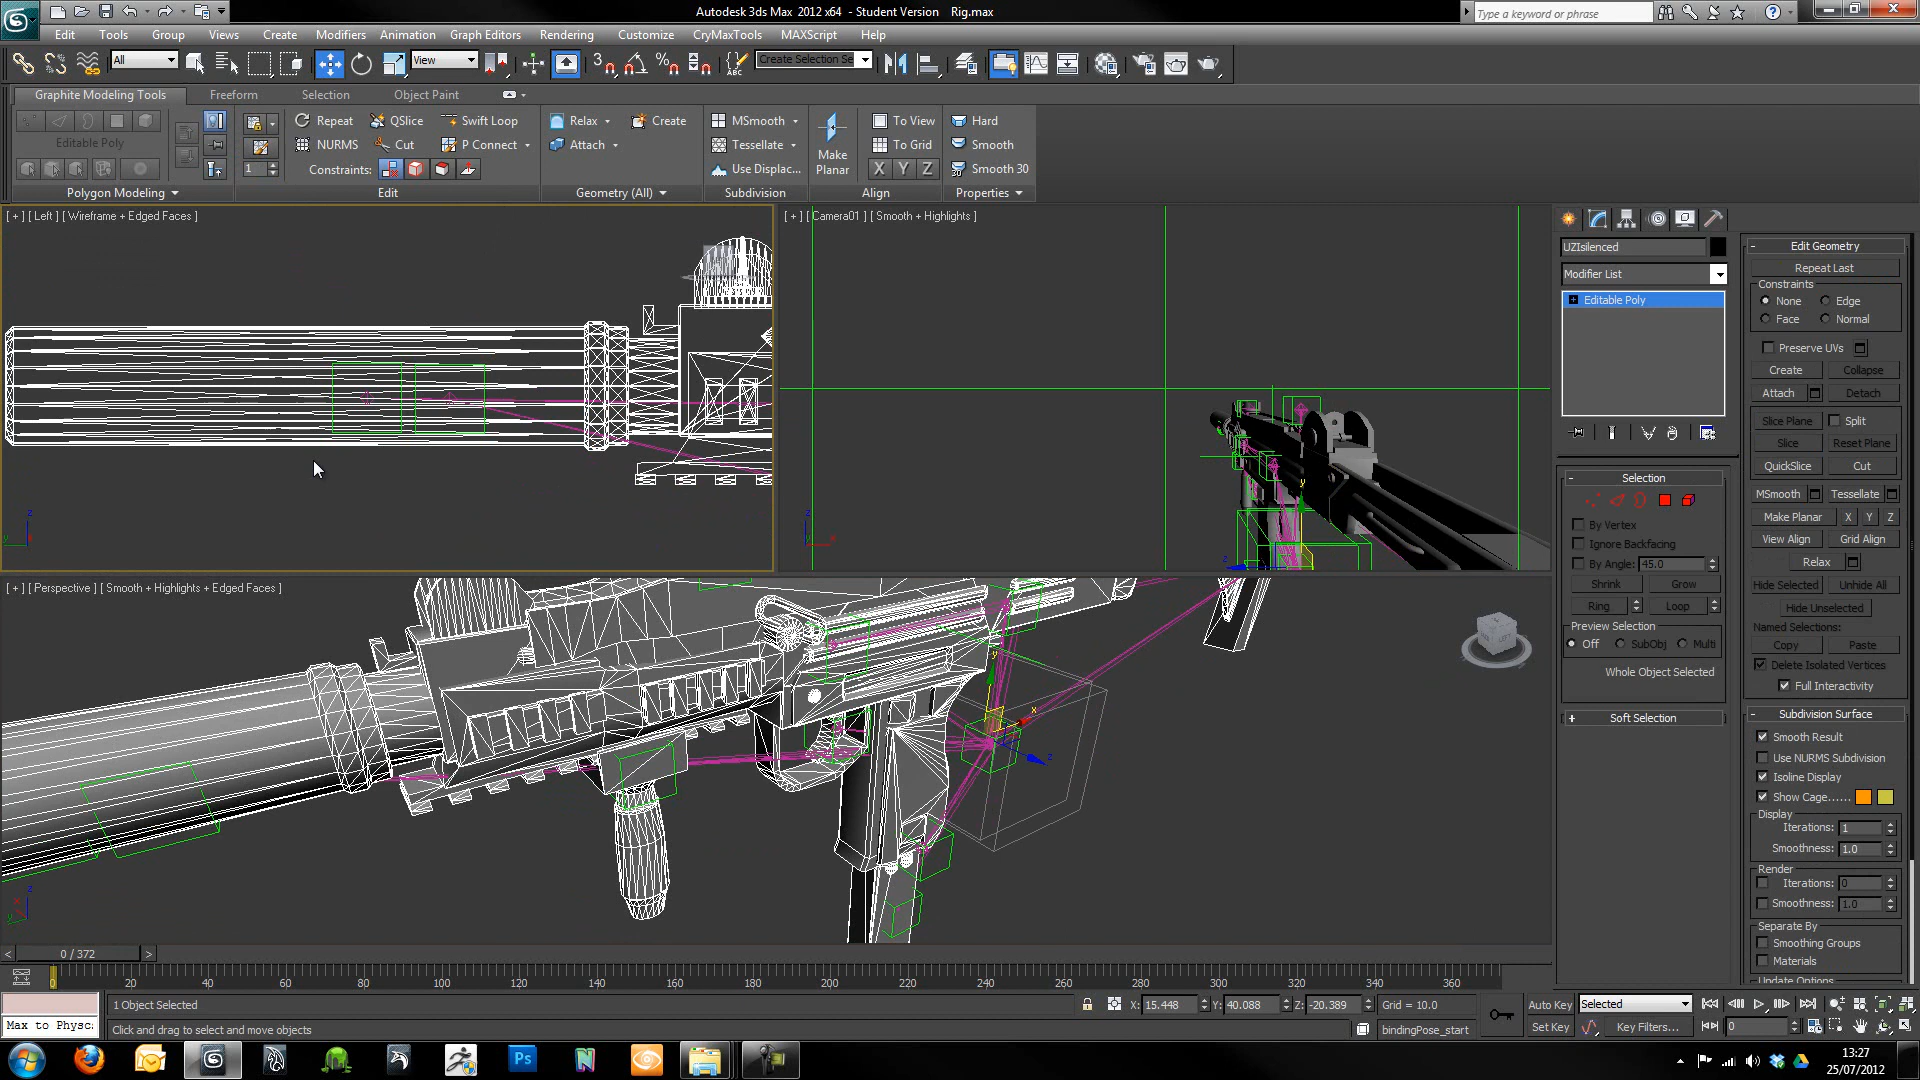 Autodesk 3ds Max 2012 x64 - Student Version Rig.max
Type a keyword or phrase
Edit Tools Group Views Create Modifiers Animation Graph Editors Rendering Customize CryMaxTools MAXScript Help
All View Create Selection Se
Graphite Modeling Tools Freeform Selection Object Paint
Repeat QSlice Swift Loop Relax Create MSmooth To View Hard
Editable Poly NURMS Cut P Connect Attach Tessellate Make Planar To Grid Smooth
1 Constraints: Use Displac... X Y Z Smooth 30
Polygon Modeling Edit Geometry (All) Subdivision Align Properties
[ + ] [ Left ] [ Wireframe + Edged Faces ]
[ + ] [ Camera01 ] [ Smooth + Highlights ]
[ + ] [ Perspective ] [ Smooth + Highlights + Edged Faces ]
UZIsilenced
Modifier List
Editable Poly
Selection
By Vertex
Ignore Backfacing
By Angle: 45.0
Shrink Grow
Ring Loop
Preview Selection
Off SubObj Multi
Whole Object Selected
Soft Selection
Edit Geometry
Repeat Last
Constraints
None Edge
Face Normal
Preserve UVs
Create Collapse
Attach Detach
Slice Plane Split
Slice Reset Plane
QuickSlice Cut
MSmooth Tessellate
Make Planar X Y Z
View Align Grid Align
Relax
Hide Selected Unhide All
Hide Unselected
Named Selections:
Copy Paste
Delete Isolated Vertices
Full Interactivity
Subdivision Surface
Smooth Result
Use NURMS Subdivision
Isoline Display
Show Cage......
Display
Iterations: 1
Smoothness: 1.0
Render
Iterations: 0
Smoothness: 1.0
Separate By
Smoothing Groups
Materials
Update Options
< 0 / 372 >
20 40 60 80 100 120 140 160 180 200 220 240 260 280 300 320 340 360
1 Object Selected X: 15.448 Y: 40.088 Z: -20.389 Grid = 10.0 Auto Key Selected
Max to Physc: Click and drag to select and move objects bindingPose_start Set Key Key Filters... 0
13:27
25/07/2012